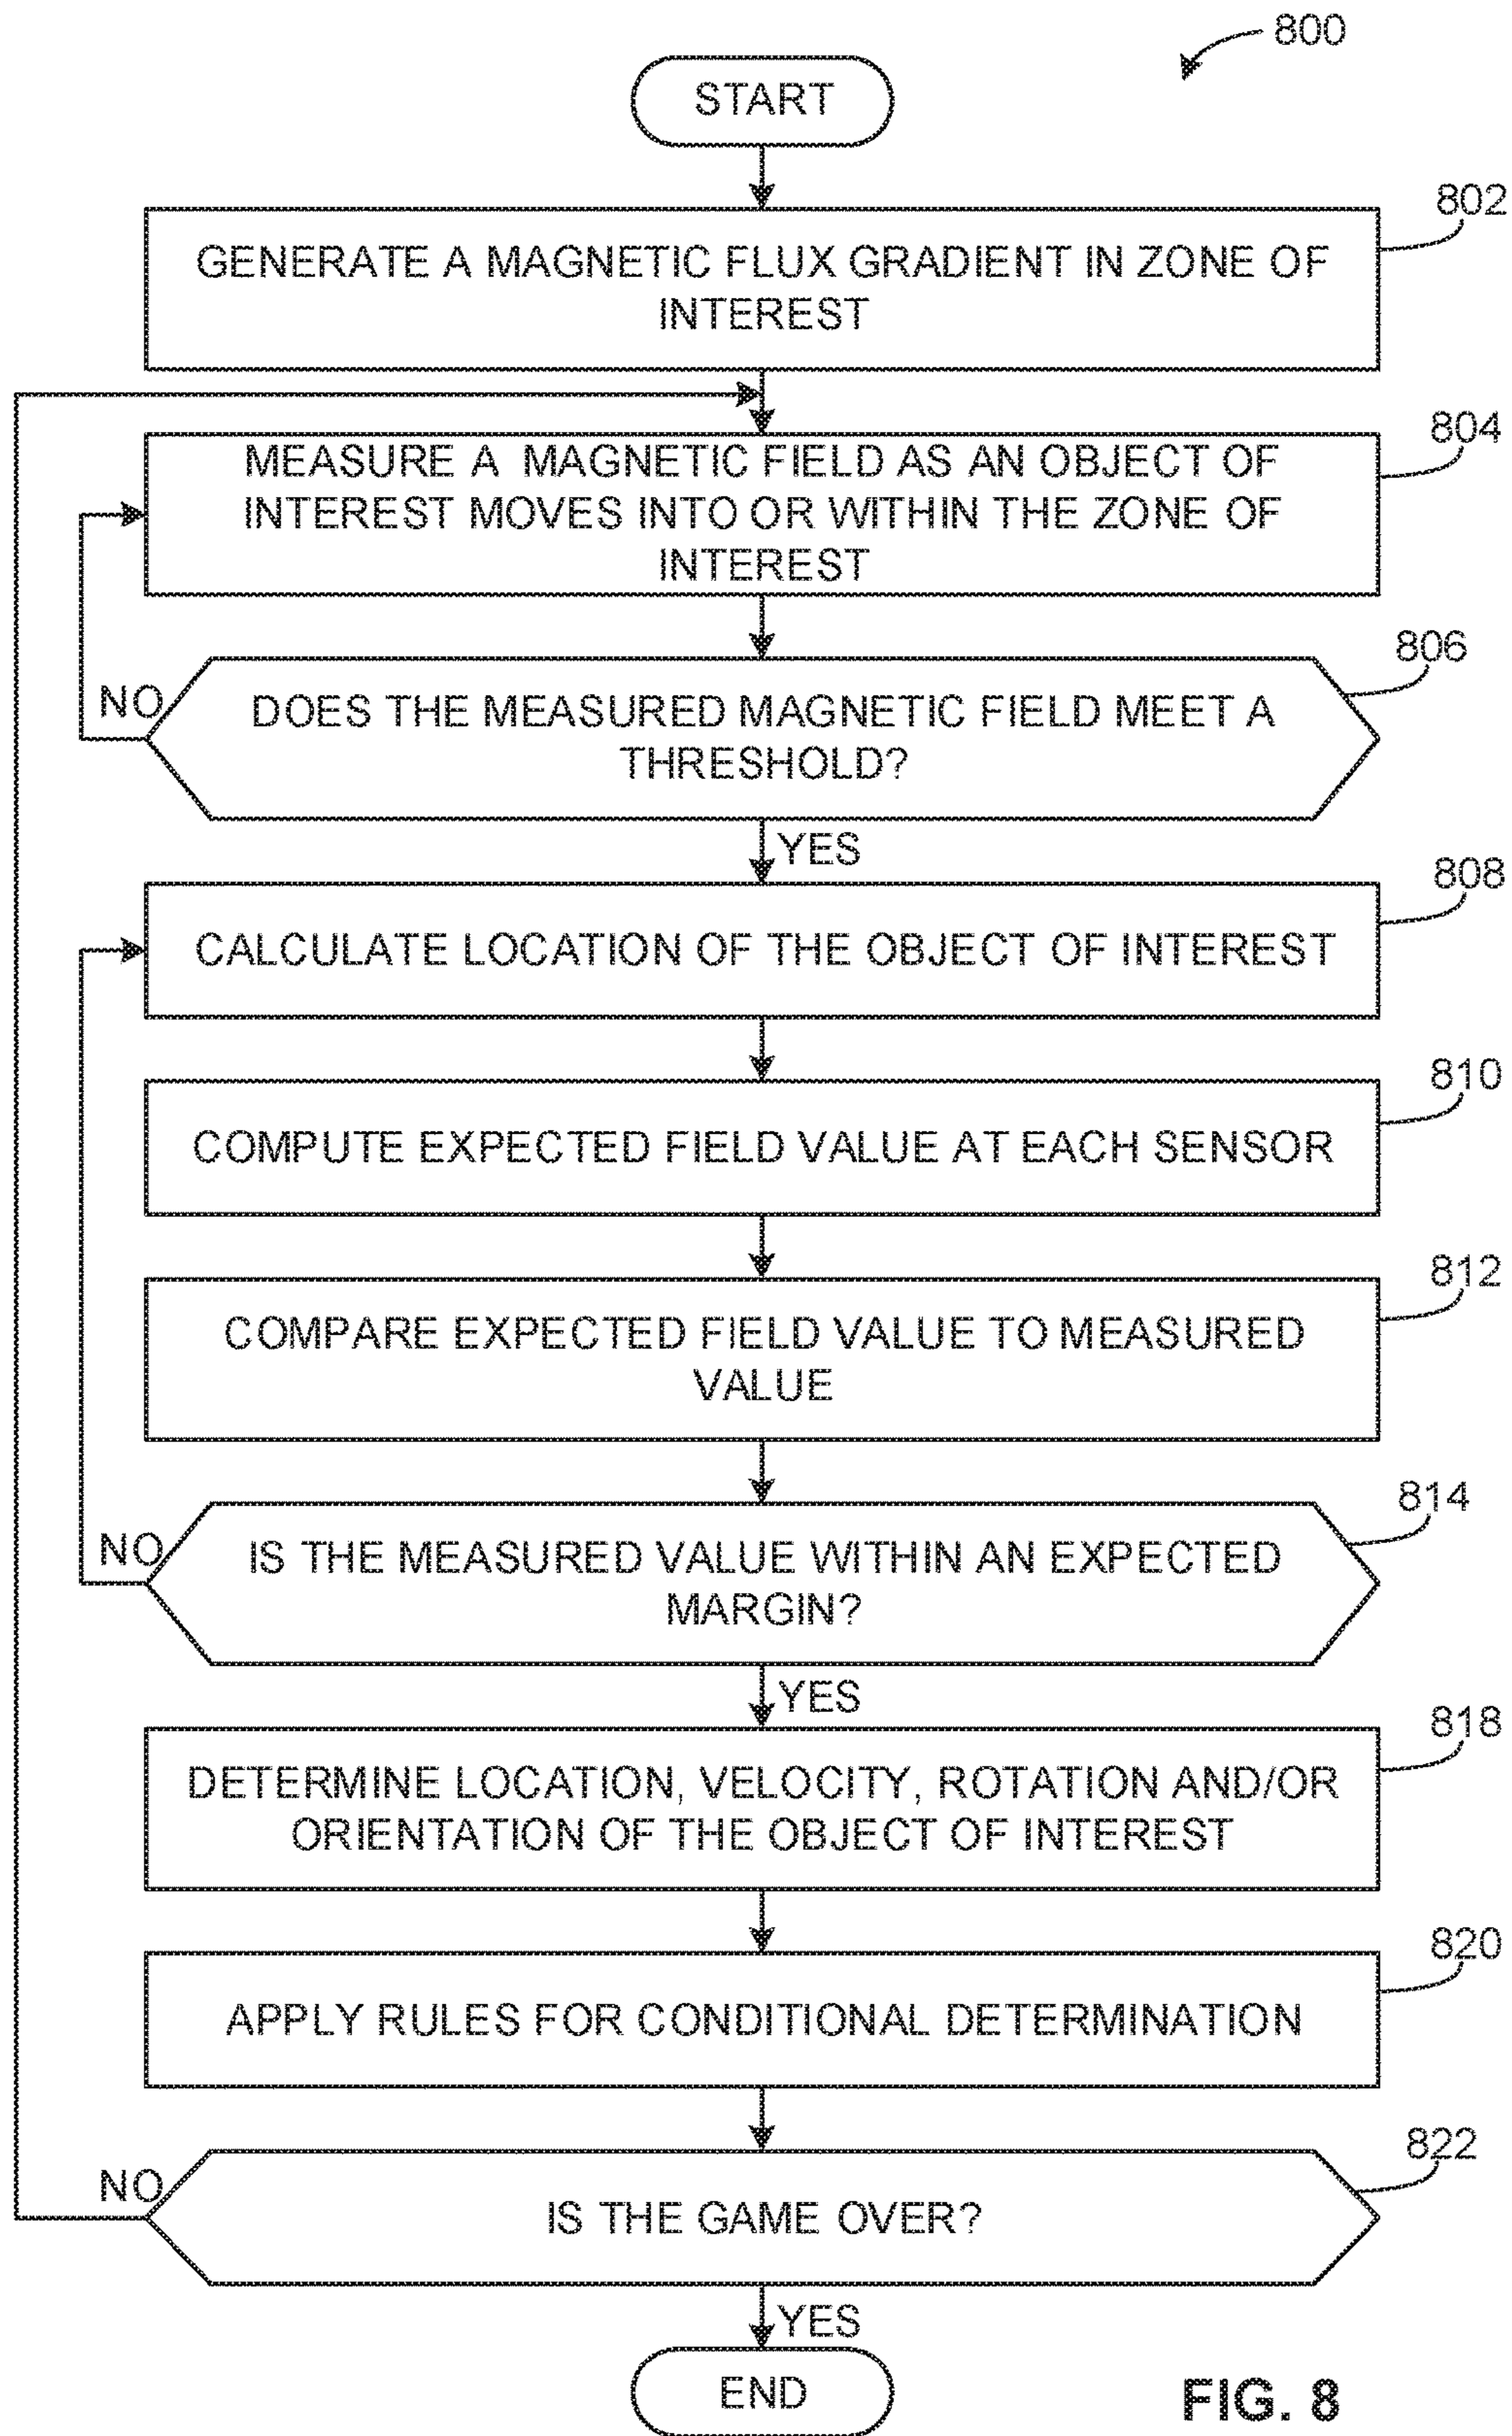 800
START
802
GENERATE A MAGNETIC FLUX GRADIENT IN ZONE OF
INTEREST
804
MEASURE A MAGNETIC FIELD AS AN OBJECT OF
INTEREST MOVES INTO OR WITHIN THE ZONE OF
INTEREST
806
NO
DOES THE MEASURED MAGNETIC FIELD MEET A
THRESHOLD?
YES
808
CALCULATE LOCATION OF THE OBJECT OF INTEREST
810
COMPUTE EXPECTED FIELD VALUE AT EACH SENSOR
812
COMPARE EXPECTED FIELD VALUE TO MEASURED
VALUE
814
NO
IS THE MEASURED VALUE WITHIN AN EXPECTED
MARGIN?
YES
818
DETERMINE LOCATION, VELOCITY, ROTATION AND/OR
ORIENTATION OF THE OBJECT OF INTEREST
820
APPLY RULES FOR CONDITIONAL DETERMINATION
822
NO
IS THE GAME OVER?
YES
END
FIG. 8